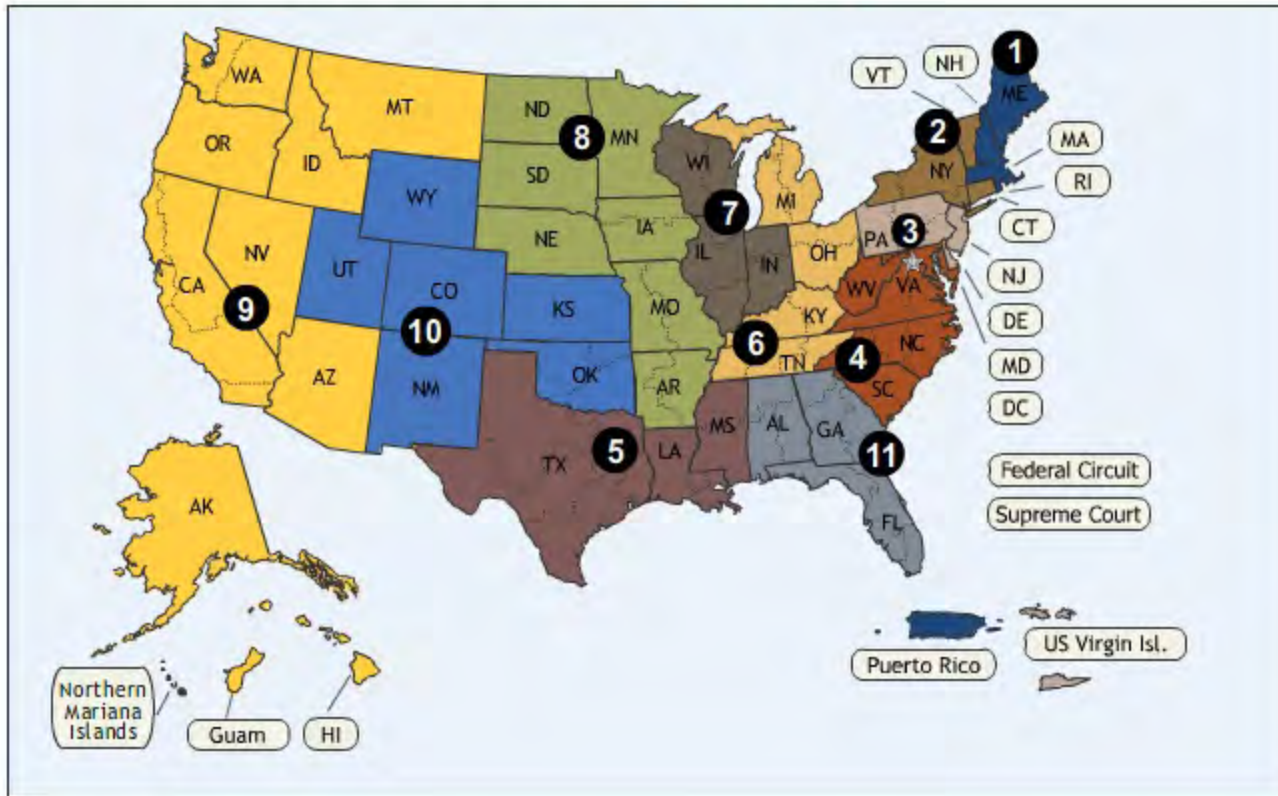 1
NH
VT
ME
WA
MT
ND
8
MN
2
MA
OR
ID
SD
WI
NY
RI
WY
7
MI
3
CT
NV
NE
IA
PA
UT
IL
IN
OH
NJ
CA
CO
WV
VA
9
10
KS
MO
KY
DE
6
4
NC
MD
AZ
NM
OK
AR
TN
SC
DC
5
MS
AL
GA
11
TX
LA
Federal Circuit
AK
FL
Supreme Court
US Virgin Isl.
Puerto Rico
Northern
Mariana
Islands
Guam
HI